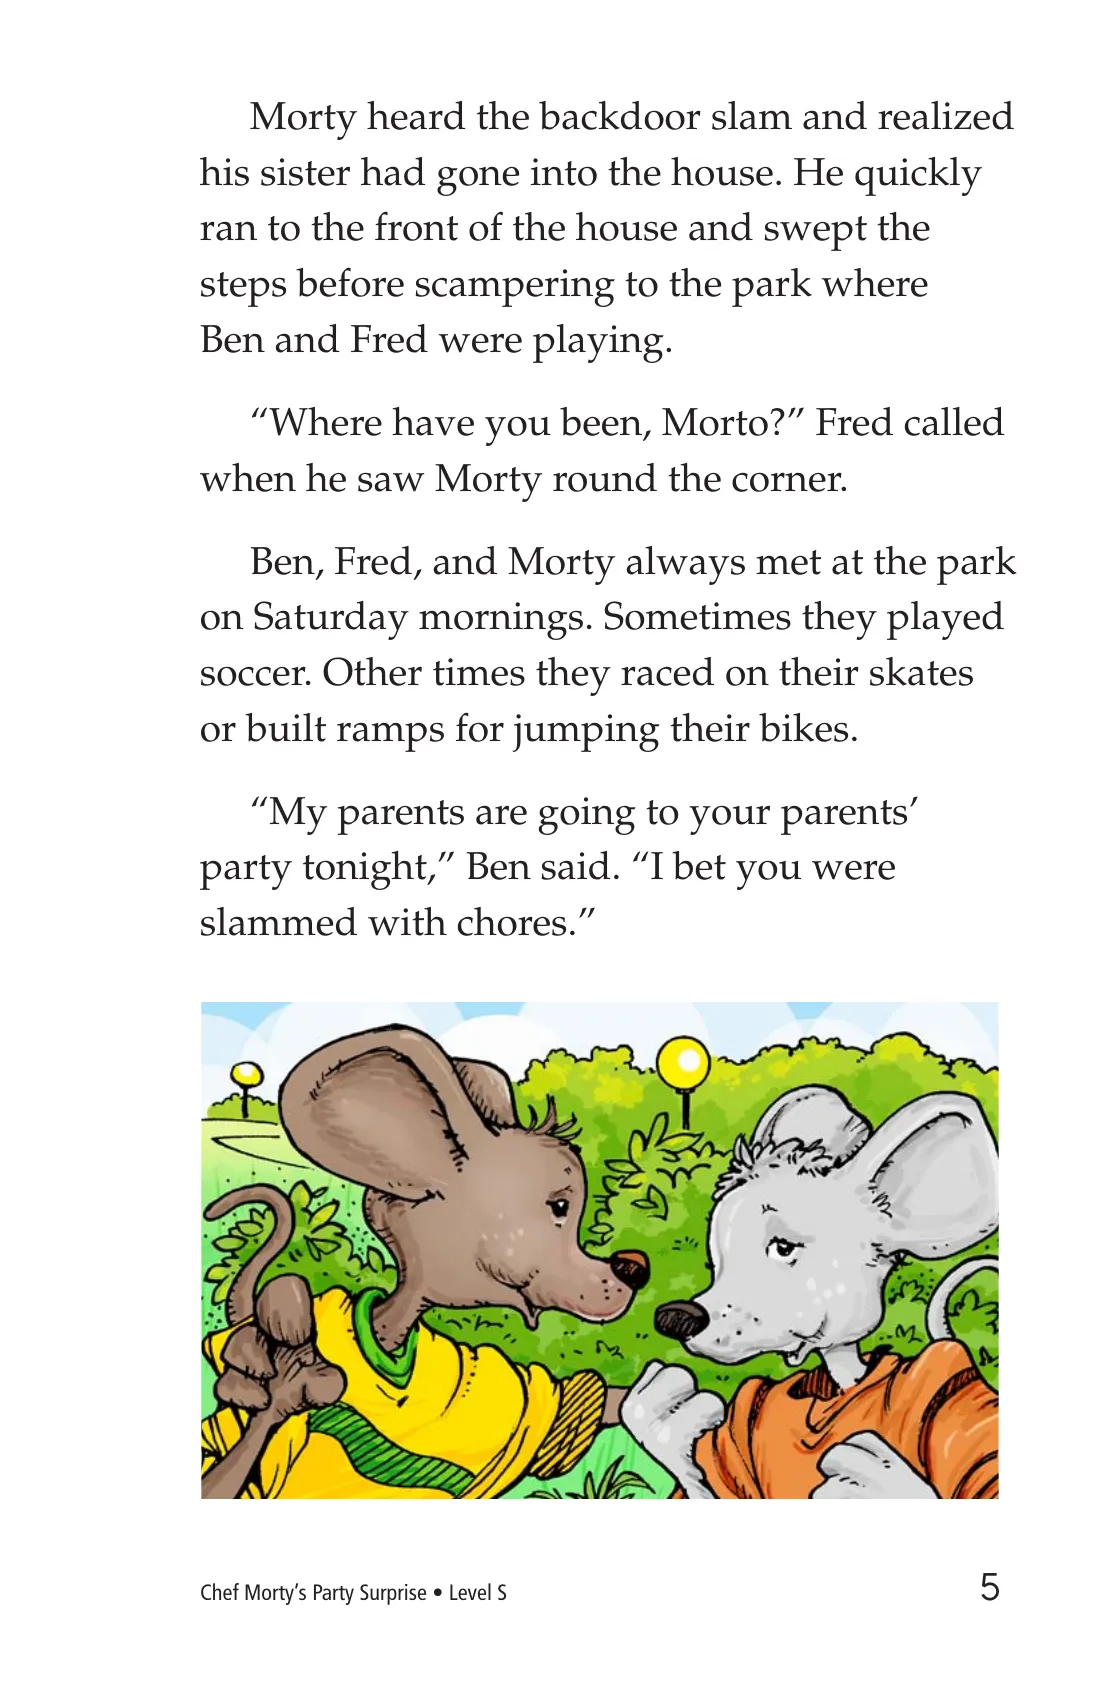 Morty heard the backdoor slam and realized
his sister had gone into the house. He quickly
ran to the front of the house and swept the
steps before scampering to the park where
Ben and Fred were playing.
“Where have you been, Morto?” Fred called
when he saw Morty round the corner.
Ben, Fred, and Morty always met at the park
on Saturday mornings. Sometimes they played
soccer. Other times they raced on their skates
or built ramps for jumping their bikes.
“My parents are going to your parents’
party tonight,” Ben said. “I bet you were
slammed with chores.”
Chef Morty’s Party Surprise • Level S 5